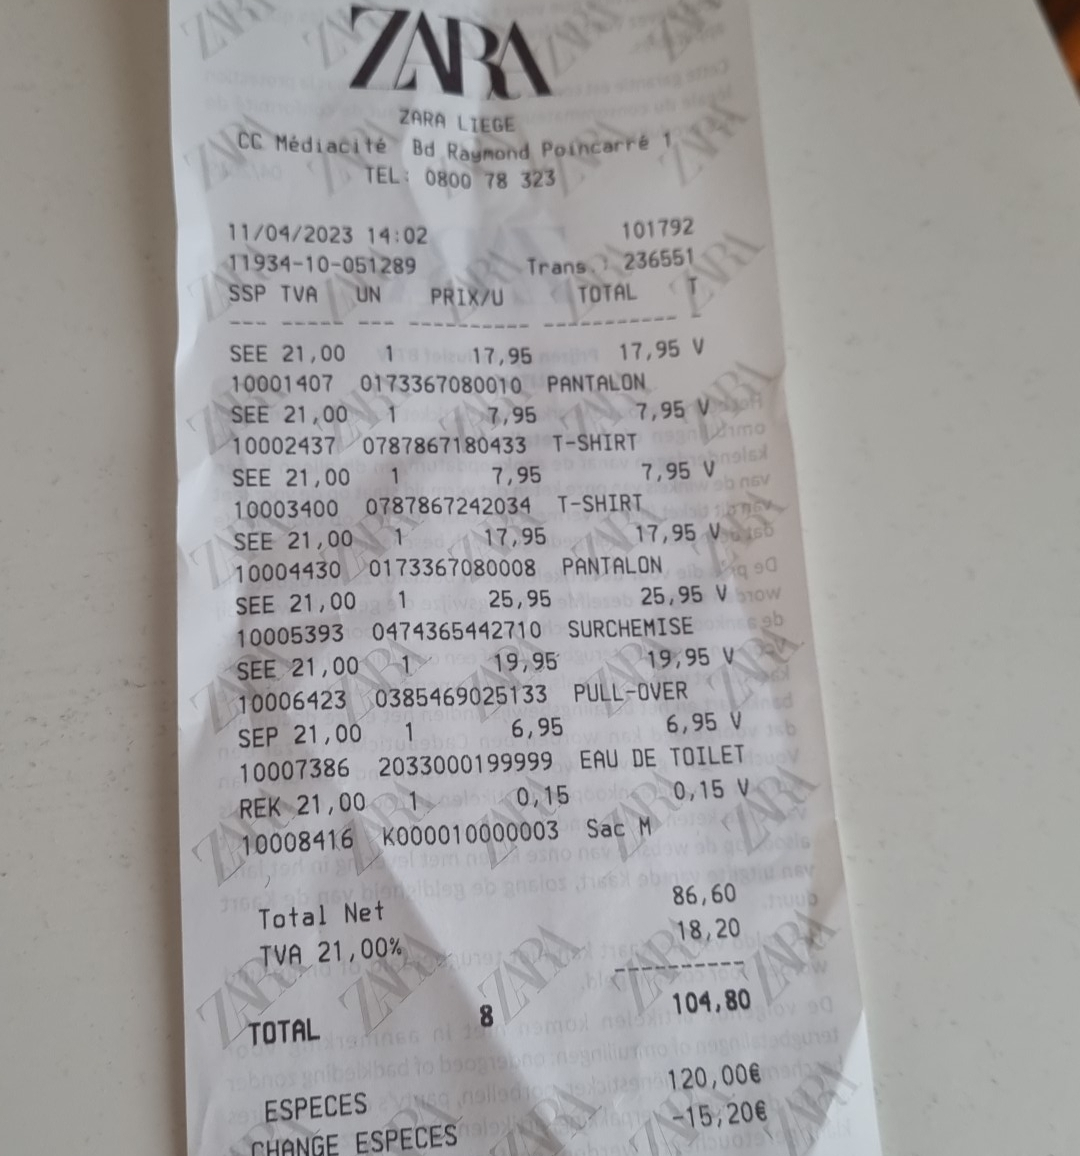 ZARA
ZARA LIEGE
CC Médiacité Bd Raymond Poincarré 1
TEL: 0800 78 323
11/04/2023 14:02 101792
11934-10-051289 Trans.: 236551
SSP TVA UN PRIX/U TOTAL T
--- ----- --- ---------- ----------- -
SEE 21,00 1 17,95 17,95 V
10001407 0173367080010 PANTALON
SEE 21,00 1 7,95 7,95 V
10002437 0787867180433 T-SHIRT
SEE 21,00 1 7,95 7,95 V
10003400 0787867242034 T-SHIRT
SEE 21,00 1 17,95 17,95 V
10004430 0173367080008 PANTALON
SEE 21,00 1 25,95 25,95 V
10005393 0474365442710 SURCHEMISE
SEE 21,00 1 19,95 19,95 V
10006423 0385469025133 PULL-OVER
SEP 21,00 1 6,95 6,95 V
10007386 2033000199999 EAU DE TOILET
REK 21,00 1 0,15 0,15 V
10008416 K000010000003 Sac M
Total Net 86,60
TVA 21,00% 18,20
----------
TOTAL 8 104,80
ESPECES 120,00€
CHANGE ESPECES -15,20€